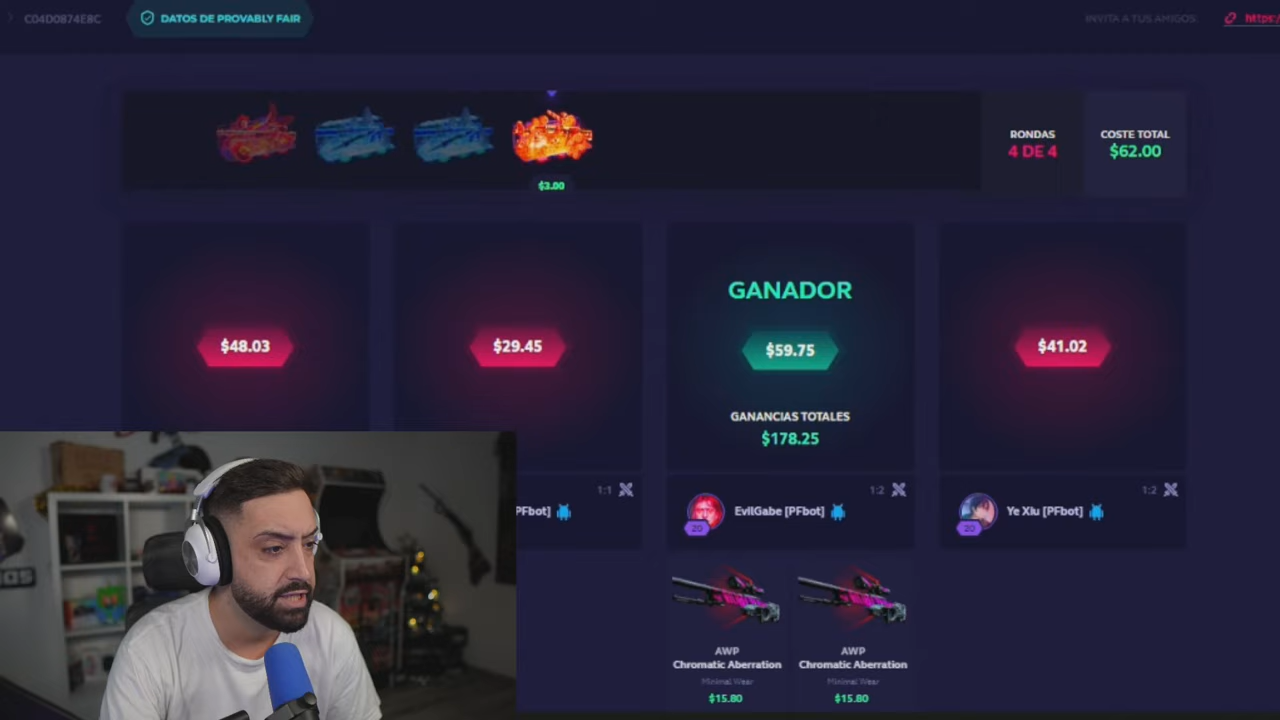 C04D0874E8C
DATOS DE PROVABLY FAIR
INVITA A TUS AMIGOS
https:/
$3.00
RONDAS
4 DE 4
COSTE TOTAL
$62.00
$48.03
$29.45
GANADOR
$59.75
GANANCIAS TOTALES
$178.25
$41.02
PFbot]
1:1
20
EvilGabe [PFbot]
1:2
20
Ye Xiu [PFbot]
1:2
AWP
Chromatic Aberration
Minimal Wear
$15.80
AWP
Chromatic Aberration
Minimal Wear
$15.80